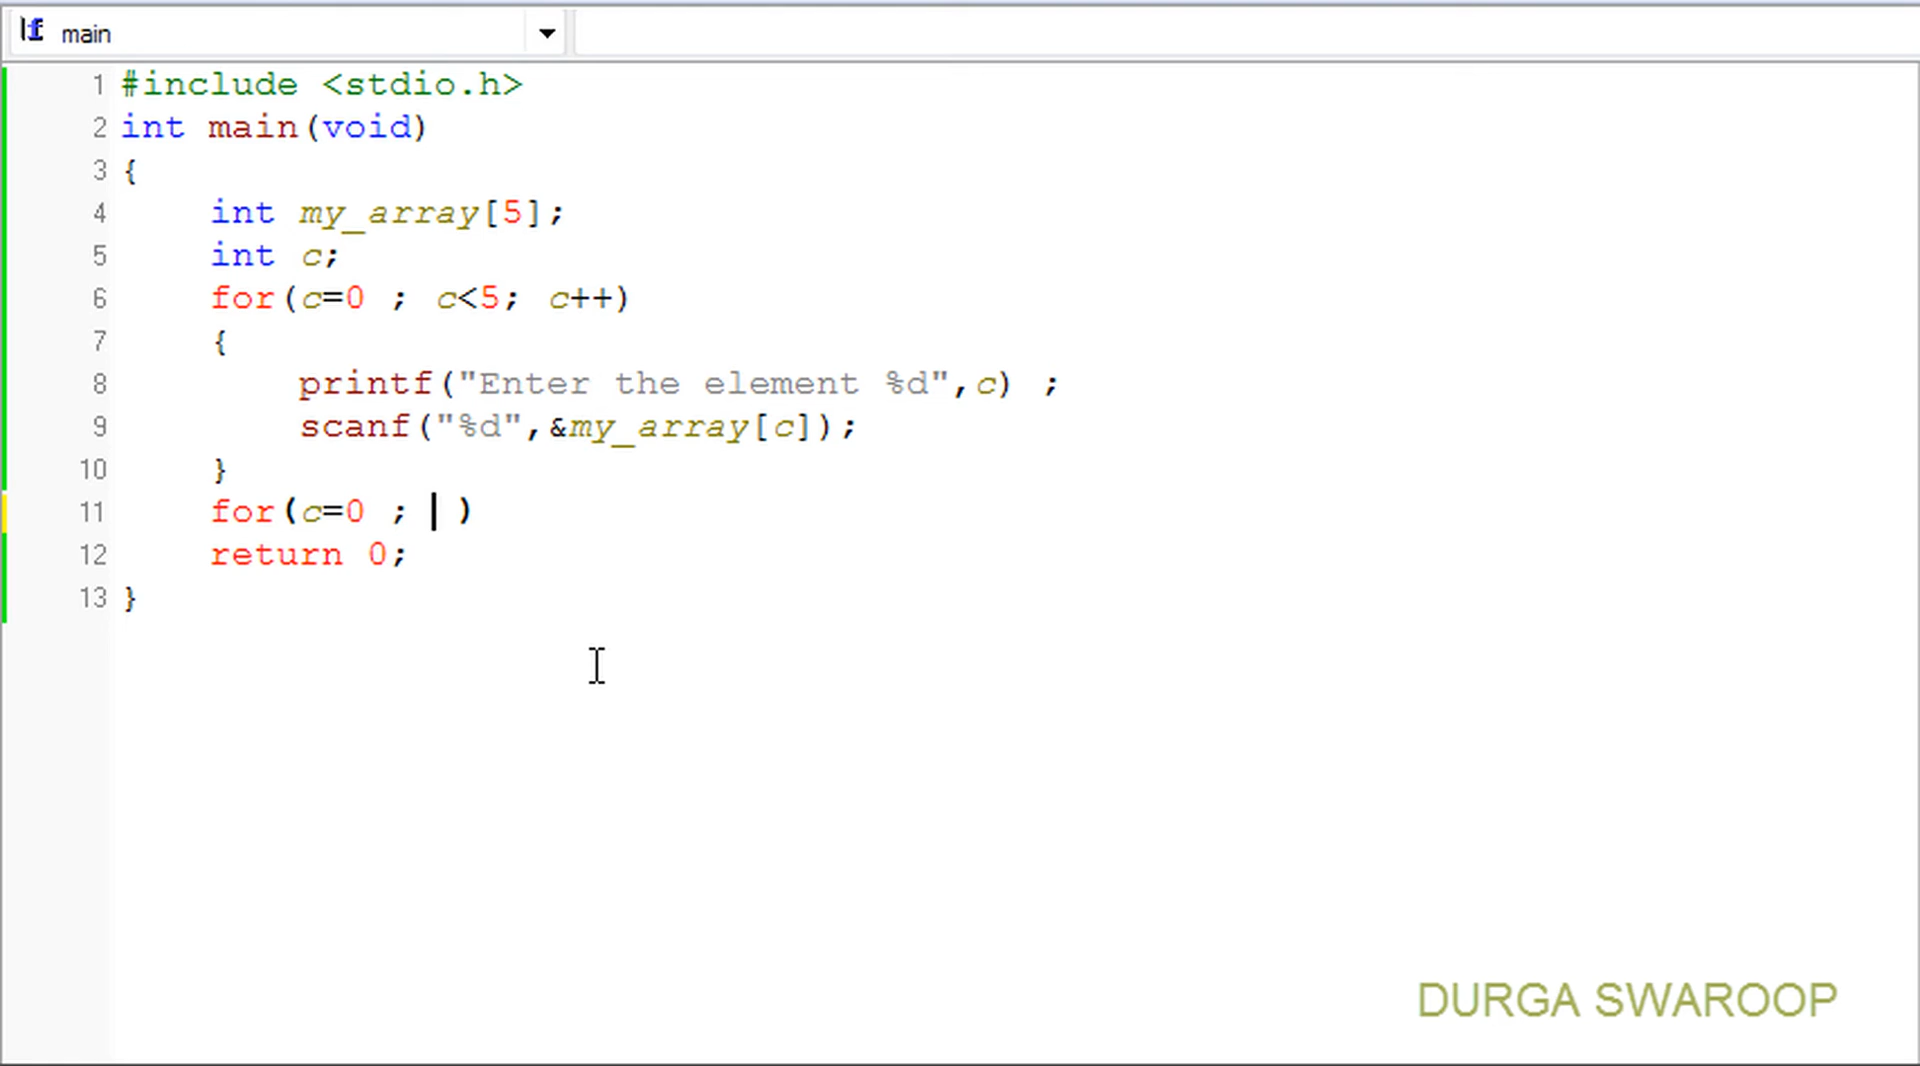 main
1 #include <stdio.h>
2 int main(void)
3 {
4 int my_array[5];
5 int c;
6 for(c=0 ; c<5; c++)
7 {
8 printf("Enter the element %d",c) ;
9 scanf("%d",&my_array[c]);
10 }
11 for(c=0 ; )
12 return 0;
13 }
DURGA SWAROOP